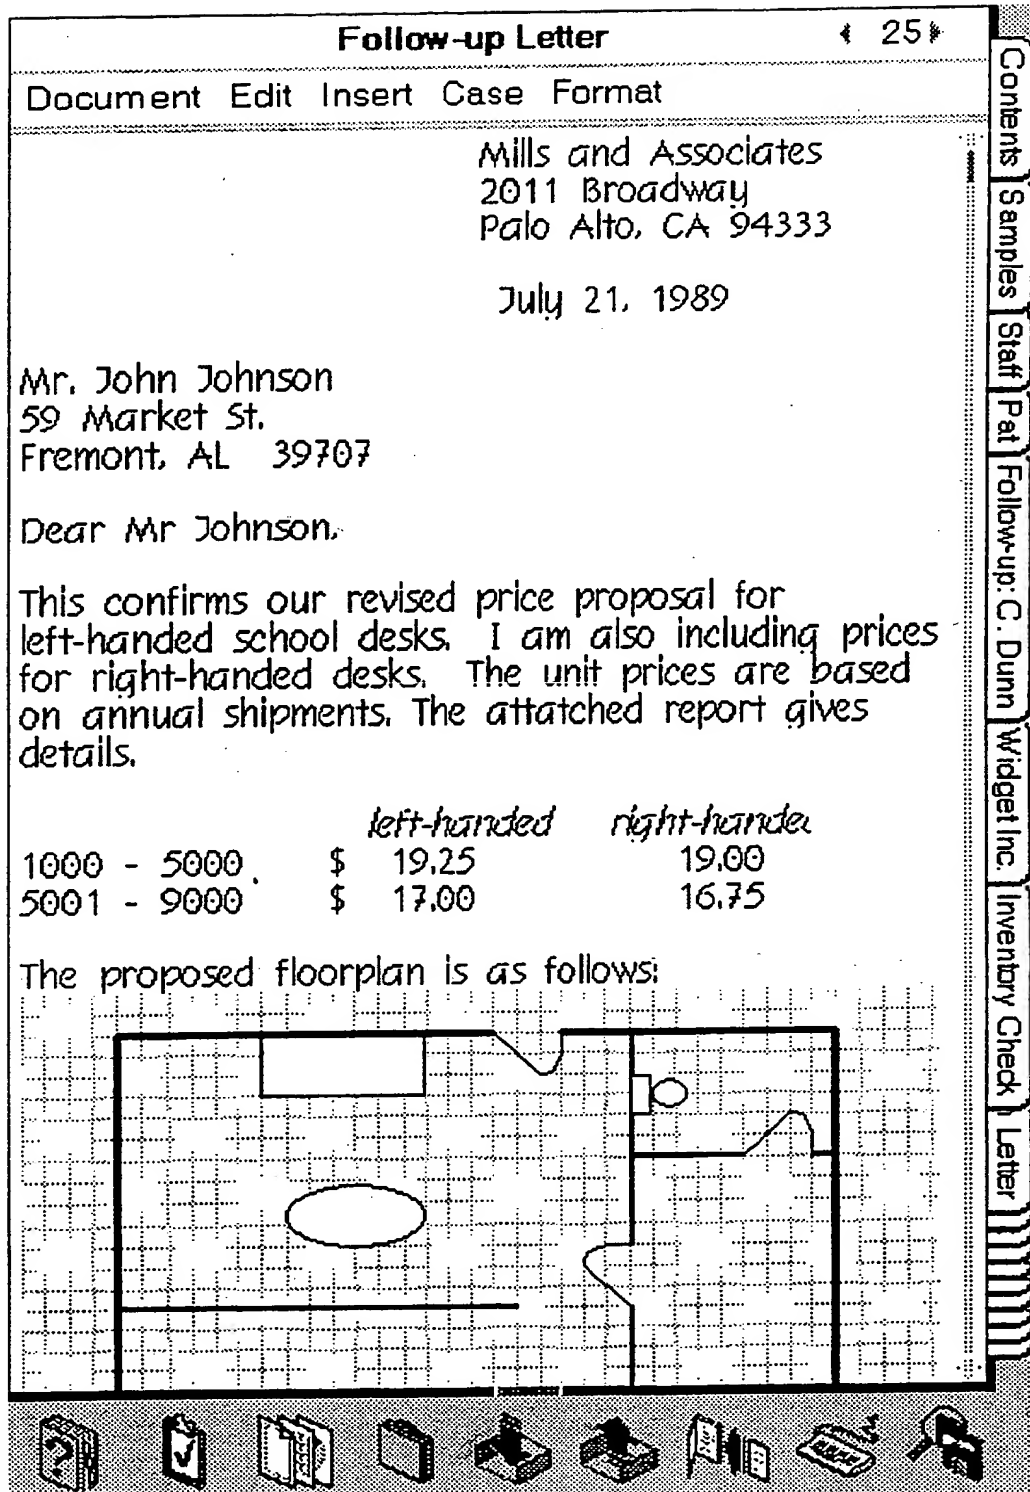 Follow-up Letter
25
Document Edit Insert Case Format
Mills and Associates
2011 Broadway
Palo Alto, CA 94333
July 21, 1989
Mr. John Johnson
59 Market St.
Fremont, AL 39707
Dear Mr Johnson,
This confirms our revised price proposal for
left-handed school desks. I am also including prices
for right-handed desks. The unit prices are based
on annual shipments. The attatched report gives
details.
left-handed right-hande
1000 - 5000 $ 19.25 19.00
5001 - 9000 $ 17.00 16.75
The proposed floorplan is as follows:
Contents
Samples
Staff
Pat
Follow-up: C. Dunn
Widget Inc.
Inventory Check
Letter
?